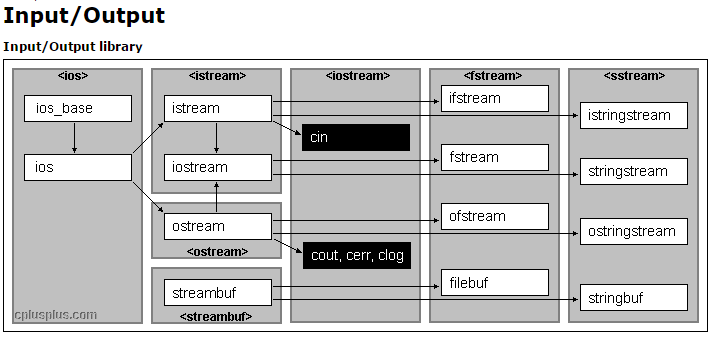 Input/Output
Input/Output library
<ios>
<istream>
<iostream>
<fstream>
<sstream>
ios_base
istream
ifstream
istringstream
cin
ios
iostream
fstream
stringstream
ostream
ofstream
ostringstream
<ostream>
cout, cerr, clog
streambuf
filebuf
stringbuf
cplusplus.com
<streambuf>